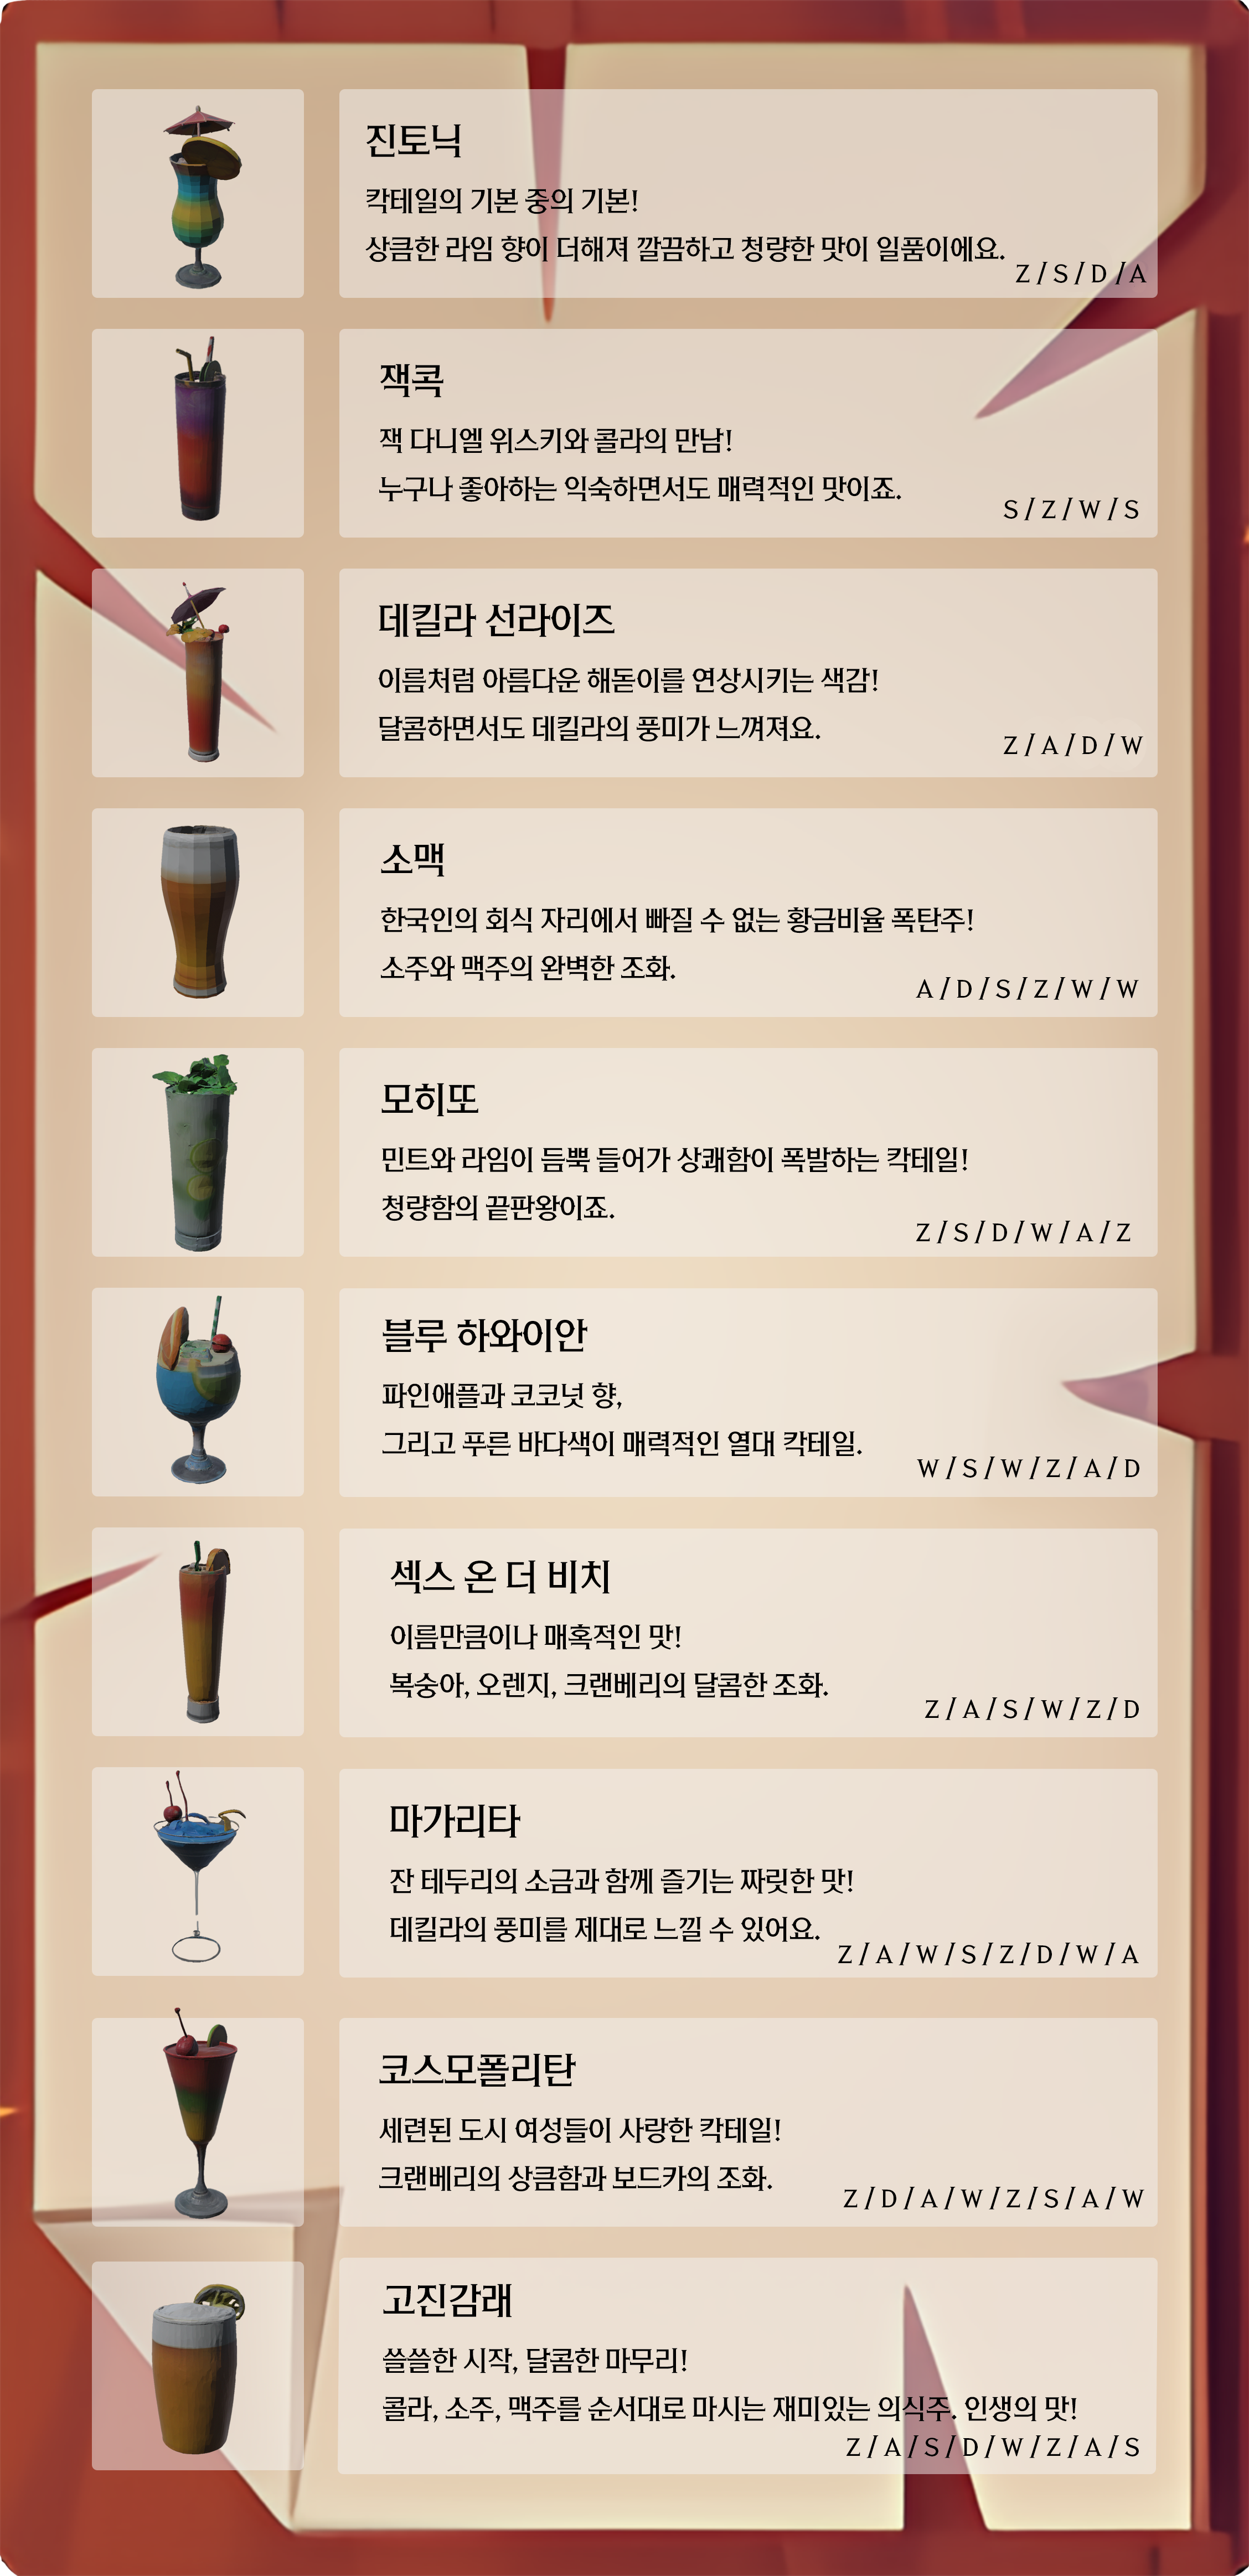 진토닉
칵테일의 기본 중의 기본!
상큼한 라임 향이 더해져 깔끔하고 청량한 맛이 일품이에요.
Z/S/D/A
잭콕
잭 다니엘 위스키와 콜라의 만남!
누구나 좋아하는 익숙하면서도 매력적인 맛이죠.
S/Z/W/S
데킬라 선라이즈
이름처럼 아름다운 해돋이를 연상시키는 색감!
달콤하면서도 데킬라의 풍미가 느껴져요.
Z/A/D/W
소맥
한국인의 회식 자리에서 빠질 수 없는 황금비율 폭탄주!
소주와 맥주의 완벽한 조화.
A/D/S/Z/W/W
모히또
민트와 라임이 듬뿍 들어가 상쾌함이 폭발하는 칵테일!
청량함의 끝판왕이죠.
Z/S/D/W/A/Z
블루 하와이안
파인애플과 코코넛 향,
그리고 푸른 바다색이 매력적인 열대 칵테일.
W/S/W/Z/A/D
섹스 온 더 비치
이름만큼이나 매혹적인 맛!
복숭아, 오렌지, 크랜베리의 달콤한 조화.
Z/A/S/W/Z/D
마가리타
잔 테두리의 소금과 함께 즐기는 짜릿한 맛!
데킬라의 풍미를 제대로 느낄 수 있어요.
Z/A/W/S/Z/D/W/A
코스모폴리탄
세련된 도시 여성들이 사랑한 칵테일!
크랜베리의 상큼함과 보드카의 조화.
Z/D/A/W/Z/S/A/W
고진감래
쓸쓸한 시작, 달콤한 마무리!
콜라, 소주, 맥주를 순서대로 마시는 재미있는 의식주. 인생의 맛!
Z/A/S/D/W/Z/A/S